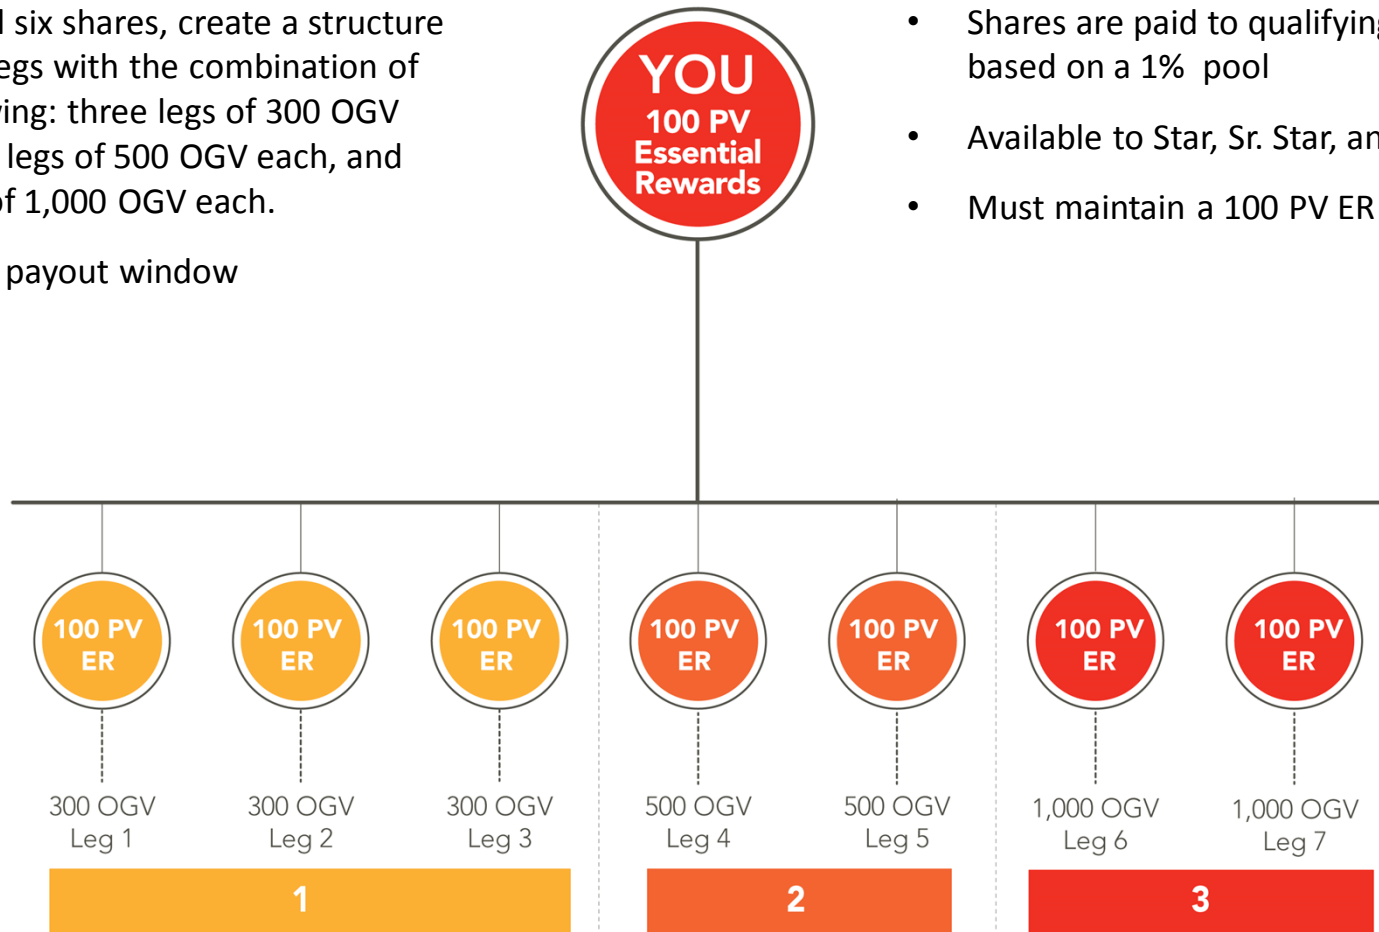 six shares, create a structure
legs with the combination of
three legs of 300 OGV
legs of 500 OGV each, and
of 1,000 OGV each.
payout window
YOU
100 PV
Essential
Rewards
• Shares are paid to qualifying
based on a 1% pool
• Available to Star, Sr. Star, an
• Must maintain a 100 PV ER
100 PV
ER
100 PV
ER
100 PV
ER
100 PV
ER
100 PV
ER
100 PV
ER
100 PV
ER
300 OGV
Leg 1
300 OGV
Leg 2
300 OGV
Leg 3
500 OGV
Leg 4
500 OGV
Leg 5
1,000 OGV
Leg 6
1,000 OGV
Leg 7
1
2
3